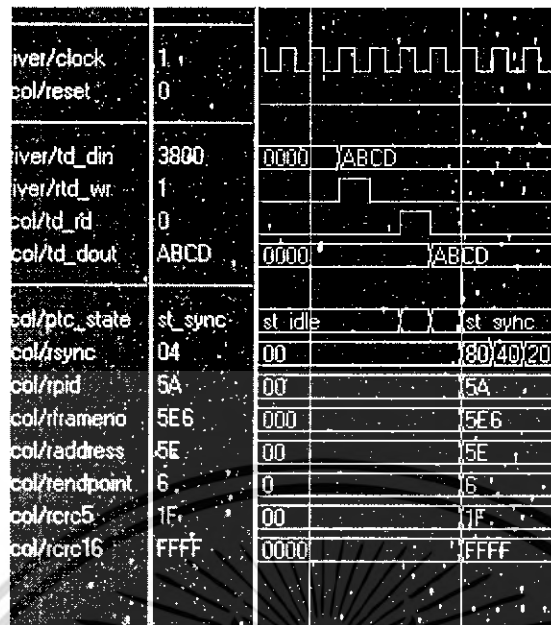 iver/clock 1
col/reset 0
iver/td_din 3800 0000 ABCD
iver/rtd_wr 1
col/td_rd 0
col/td_dout ABCD 0000 ABCD
col/ptc_state st_sync st_idle st_sync
col/rsync 04 00 80 40 20
col/rpid 5A 00 5A
col/rframeno 5E6 000 5E6
col/raddress 5E 00 5E
col/rendpoint 6 0 6
col/rcrc5 1F 00 1F
col/rcrc16 FFFF 0000 FFFF